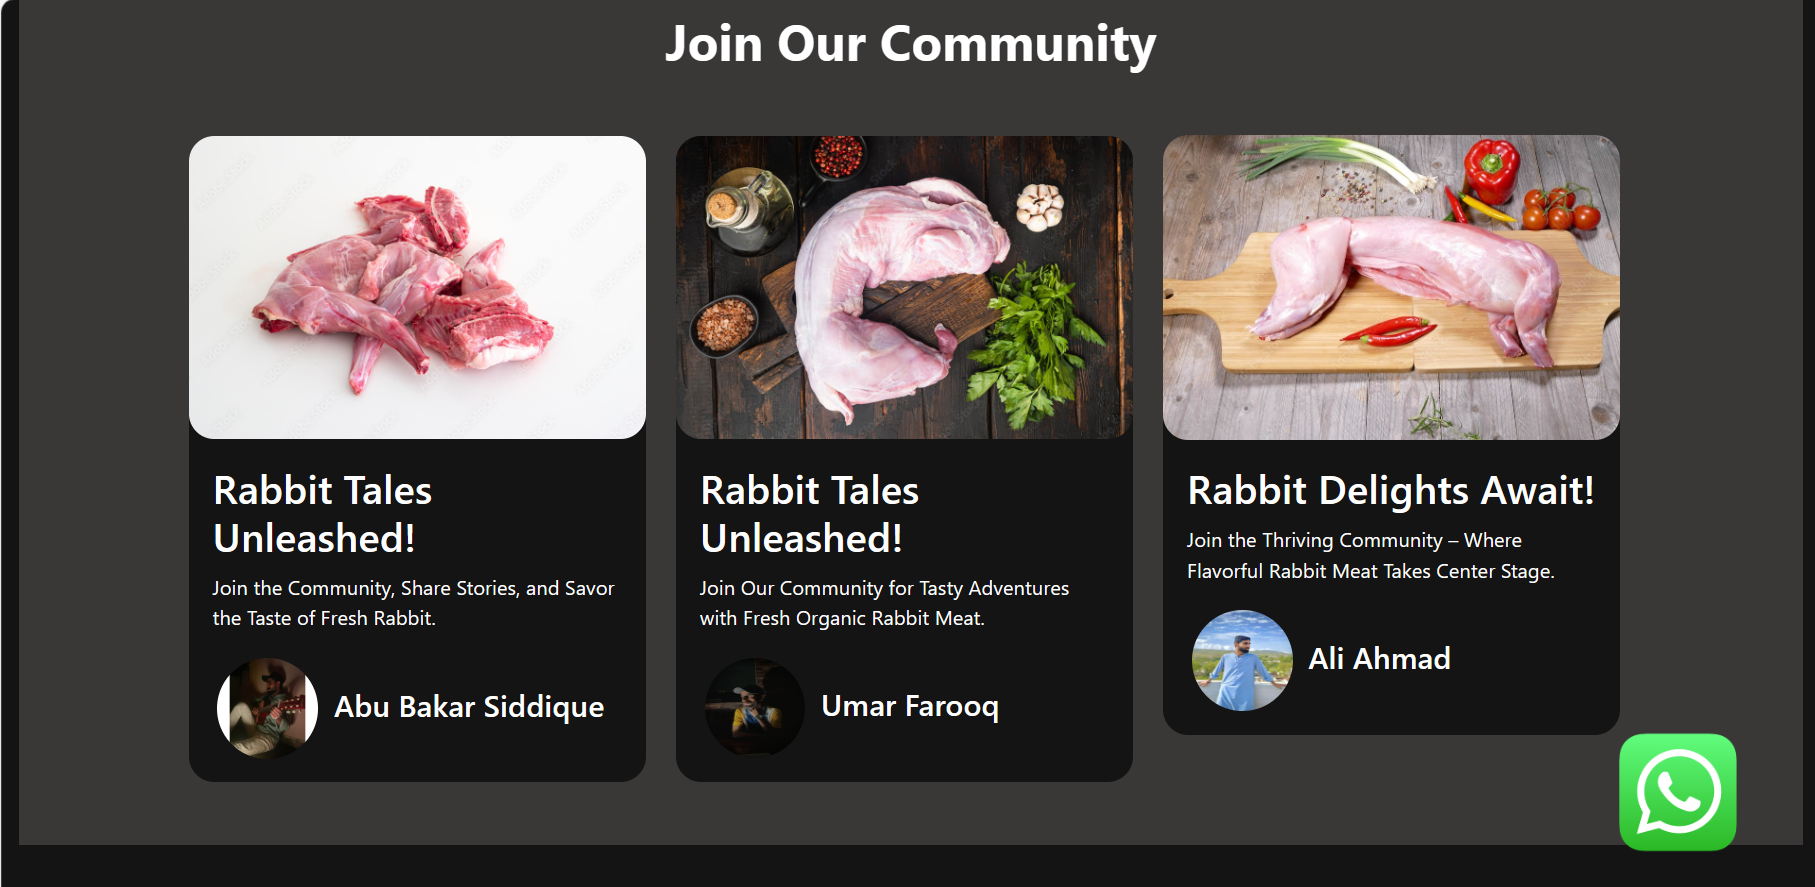 Join Our Community
Rabbit Tales
Unleashed!
Join the Community, Share Stories, and Savor
the Taste of Fresh Rabbit.
Abu Bakar Siddique
Rabbit Tales
Unleashed!
Join Our Community for Tasty Adventures
with Fresh Organic Rabbit Meat.
Umar Farooq
Rabbit Delights Await!
Join the Thriving Community – Where
Flavorful Rabbit Meat Takes Center Stage.
Ali Ahmad